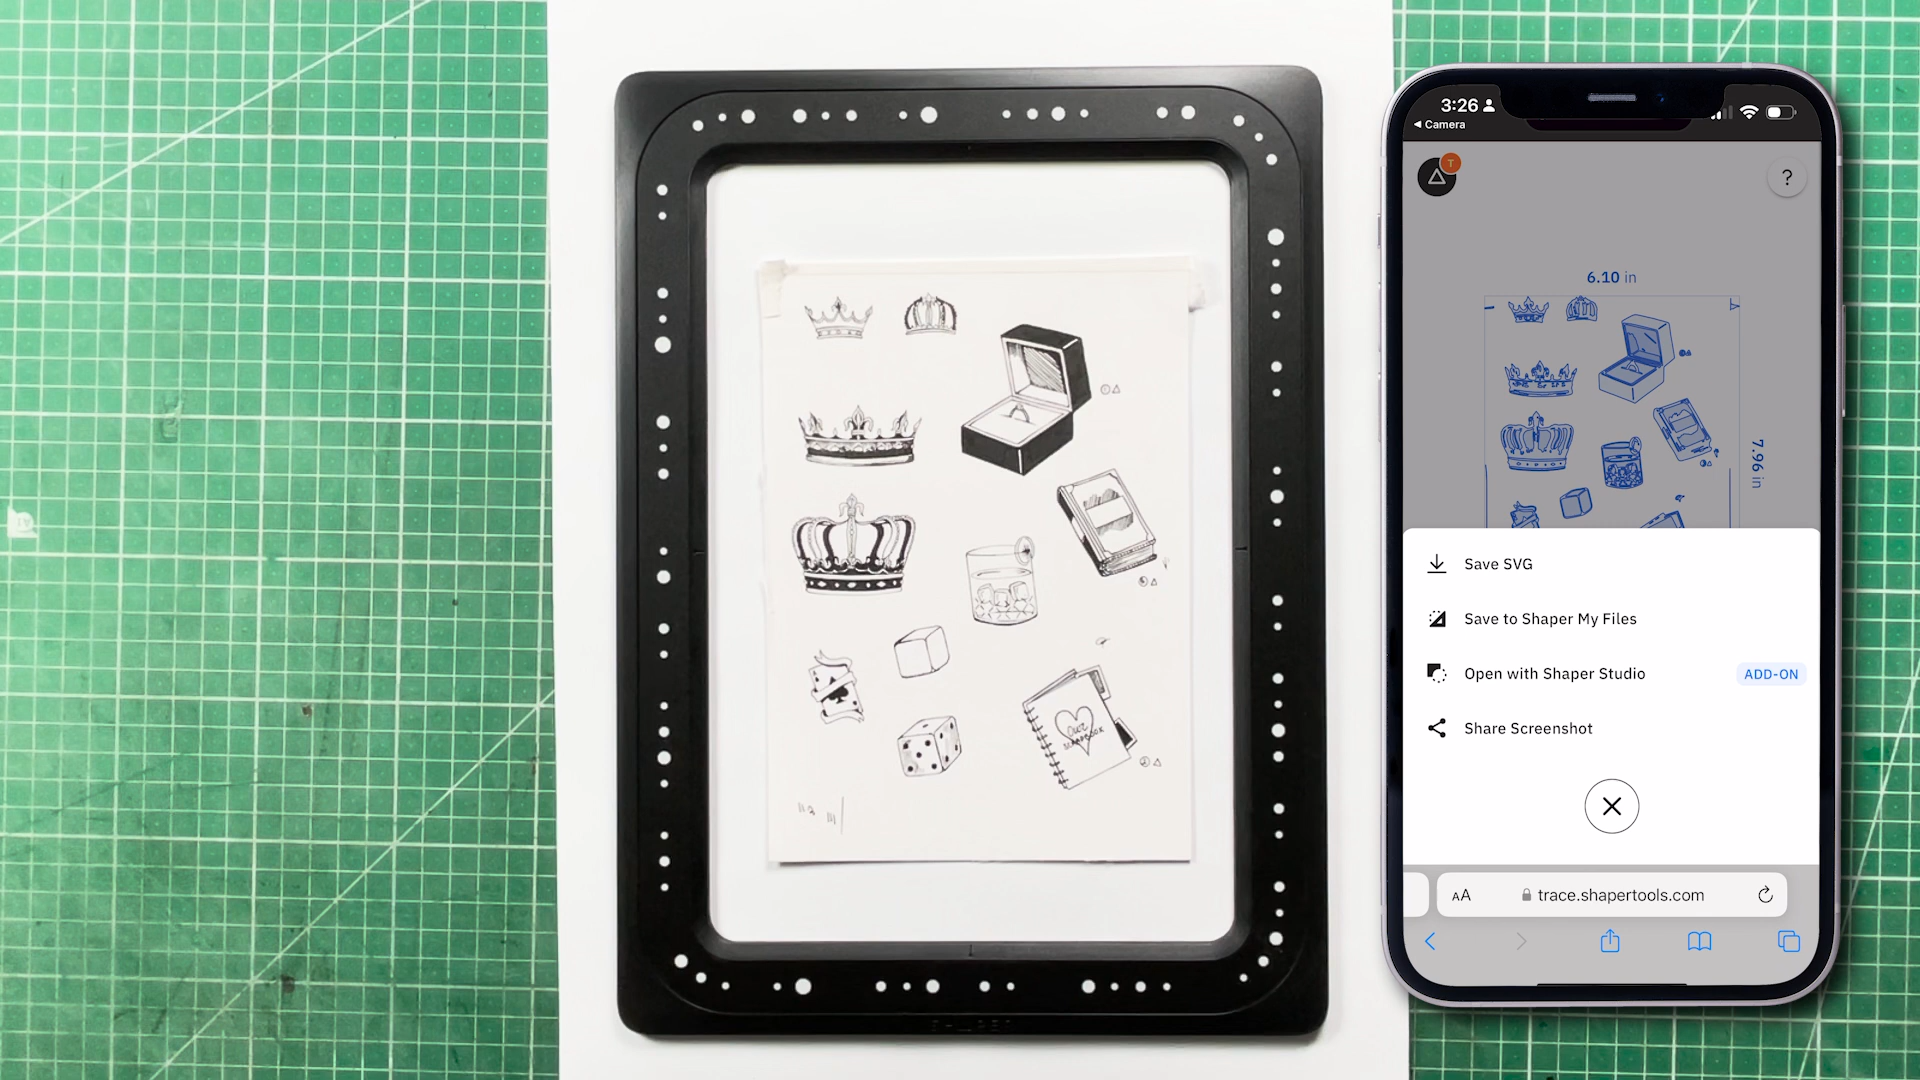 OUR
3:26
◀ Camera
T
?
6.10 in
7.96 in
Save SVG
Save to Shaper My Files
Open with Shaper Studio
ADD-ON
Share Screenshot
AA
trace.shapertools.com